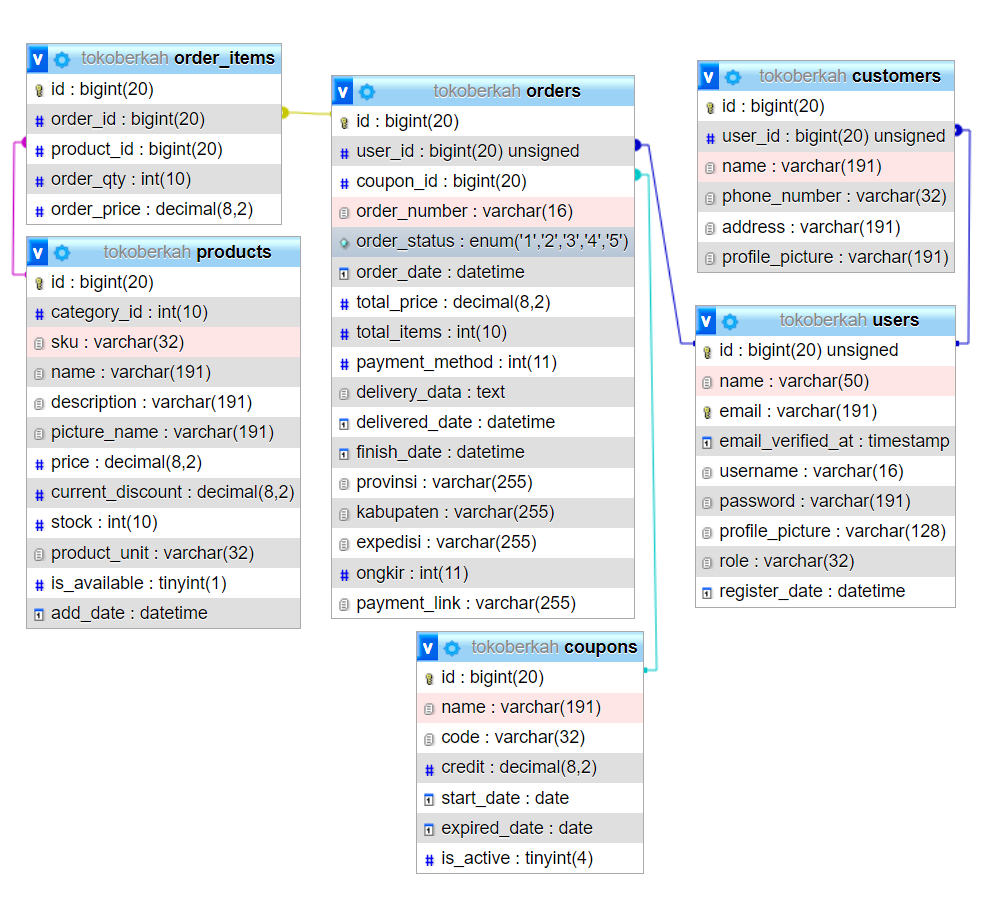 v tokoberkah order_items
id : bigint(20)
# order_id : bigint(20)
# product_id : bigint(20)
# order_qty : int(10)
# order_price : decimal(8,2)
v tokoberkah products
id : bigint(20)
# category_id : int(10)
sku : varchar(32)
name : varchar(191)
description : varchar(191)
picture_name : varchar(191)
# price : decimal(8,2)
# current_discount : decimal(8,2)
# stock : int(10)
product_unit : varchar(32)
# is_available : tinyint(1)
add_date : datetime
v tokoberkah orders
id : bigint(20)
# user_id : bigint(20) unsigned
# coupon_id : bigint(20)
order_number : varchar(16)
order_status : enum('1','2','3','4','5')
order_date : datetime
# total_price : decimal(8,2)
# total_items : int(10)
# payment_method : int(11)
delivery_data : text
delivered_date : datetime
finish_date : datetime
provinsi : varchar(255)
kabupaten : varchar(255)
expedisi : varchar(255)
# ongkir : int(11)
payment_link : varchar(255)
v tokoberkah coupons
id : bigint(20)
name : varchar(191)
code : varchar(32)
# credit : decimal(8,2)
start_date : date
expired_date : date
# is_active : tinyint(4)
v tokoberkah customers
id : bigint(20)
# user_id : bigint(20) unsigned
name : varchar(191)
phone_number : varchar(32)
address : varchar(191)
profile_picture : varchar(191)
v tokoberkah users
id : bigint(20) unsigned
name : varchar(50)
email : varchar(191)
email_verified_at : timestamp
username : varchar(16)
password : varchar(191)
profile_picture : varchar(128)
role : varchar(32)
register_date : datetime